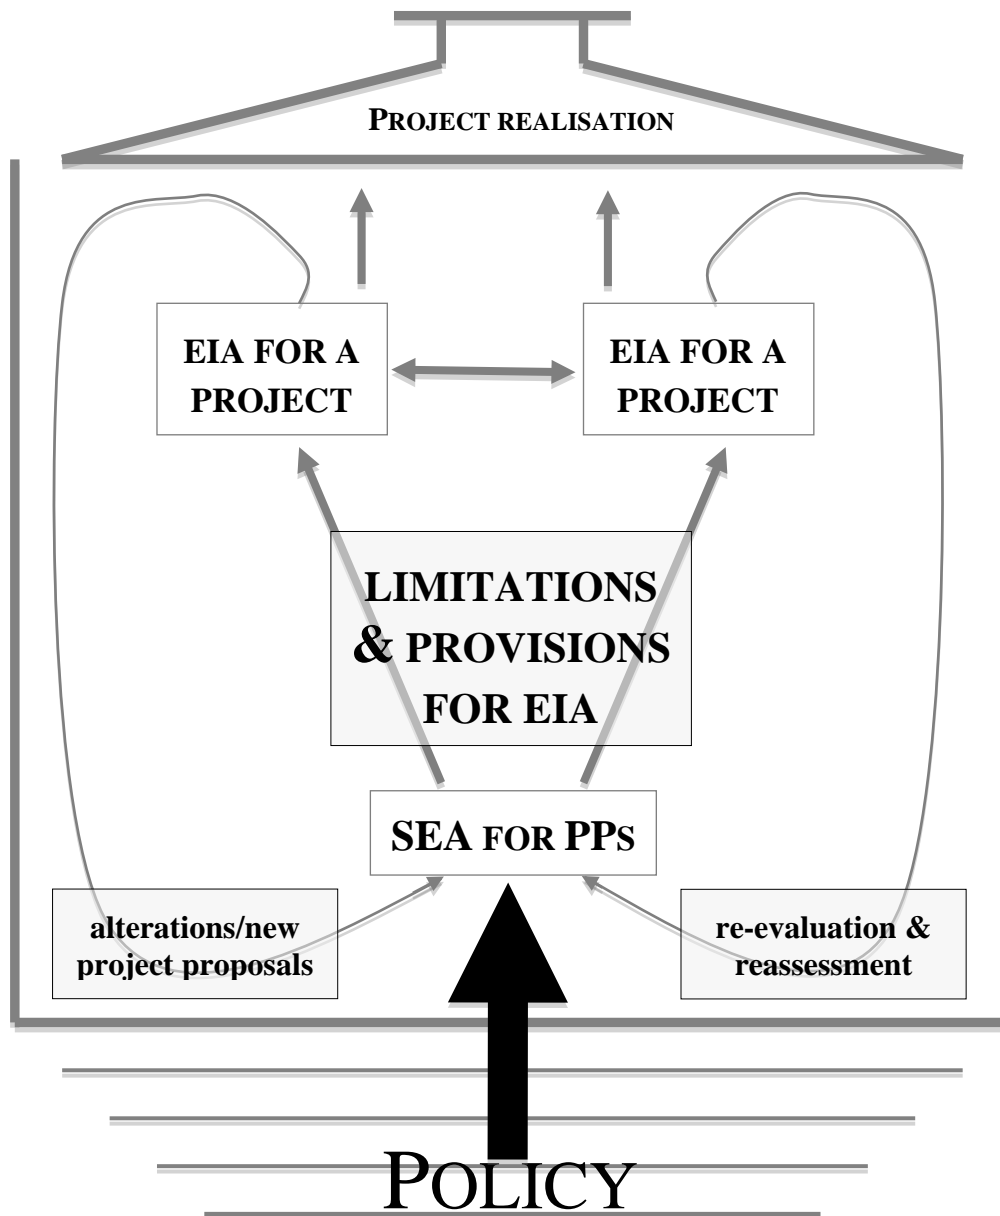 PROJECT REALISATION
EIA FOR A
PROJECT
EIA FOR A
PROJECT
LIMITATIONS
& PROVISIONS
FOR EIA
SEA FOR PPS
alterations/new
project proposals
re-evaluation &
reassessment
POLICY